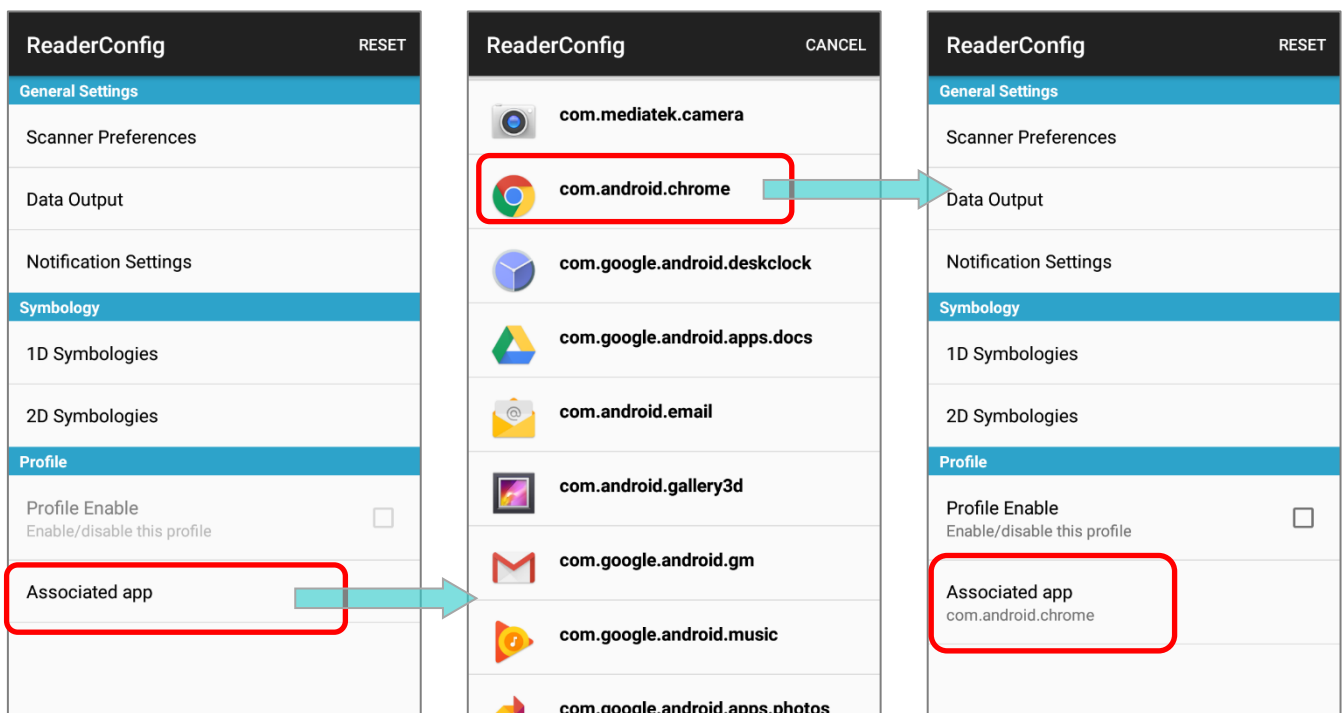 ReaderConfig RESET
General Settings
Scanner Preferences
Data Output
Notification Settings
Symbology
1D Symbologies
2D Symbologies
Profile
Profile Enable
Enable/disable this profile
Associated app
ReaderConfig CANCEL
com.mediatek.camera
com.android.chrome
com.google.android.deskclock
com.google.android.apps.docs
com.android.email
com.android.gallery3d
com.google.android.gm
com.google.android.music
com.google.android.apps.photos
ReaderConfig RESET
General Settings
Scanner Preferences
Data Output
Notification Settings
Symbology
1D Symbologies
2D Symbologies
Profile
Profile Enable
Enable/disable this profile
Associated app
com.android.chrome